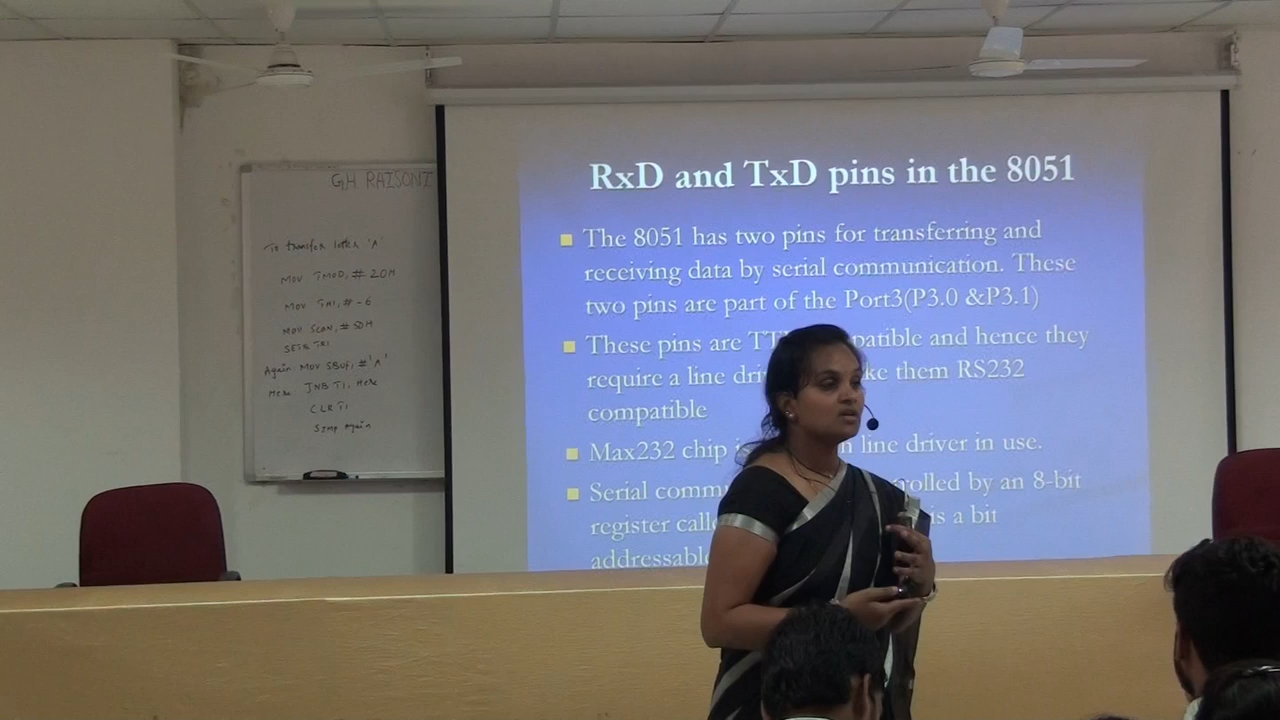 GH RAISONI
To transfer letter 'A'
MOV TMOD, #20H
MOV TH1, #-6
MOV SCON, #50H
SETB TR1
Again MOV SBUF, #'A'
Here JNB TI, Here
CLR TI
SJMP Again
RxD and TxD pins in the 8051
The 8051 has two pins for transferring and
receiving data by serial communication. These
two pins are part of the Port3(P3.0 &P3.1)
These pins are TT patible and hence they
require a line dri ke them RS232
compatible
Max232 chip is line driver in use.
Serial commu rolled by an 8-bit
register calle is a bit
addressable